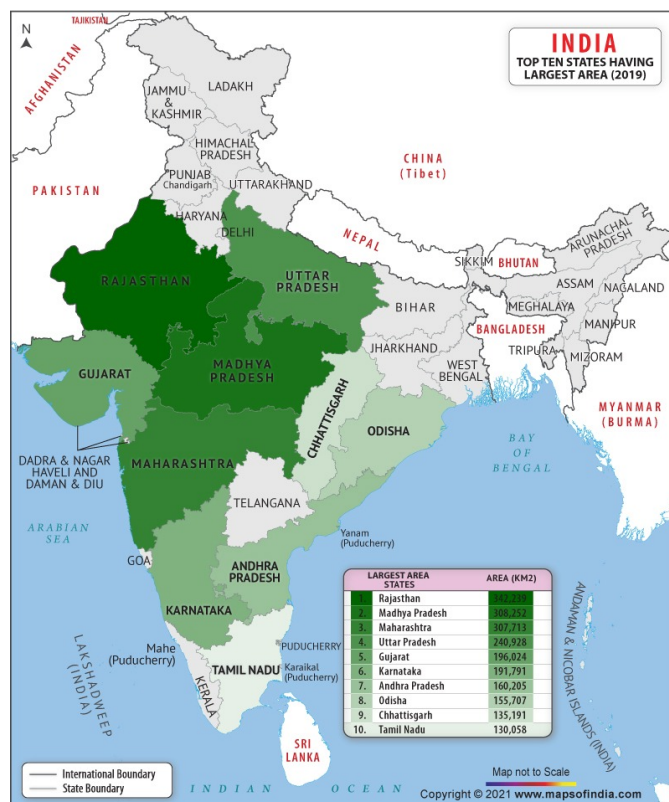 INDIA
TOP TEN STATES HAVING
LARGEST AREA (2019)
N
TAJIKISTAN
AFGHANISTAN
PAKISTAN
CHINA
(Tibet)
NEPAL
BHUTAN
BANGLADESH
MYANMAR
(BURMA)
SRI
LANKA
LADAKH
JAMMU
&
KASHMIR
HIMACHAL
PRADESH
PUNJAB
Chandigarh
UTTARAKHAND
HARYANA
DELHI
RAJASTHAN
UTTAR
PRADESH
SIKKIM
ARUNACHAL
PRADESH
ASSAM
NAGALAND
MEGHALAYA
MANIPUR
TRIPURA
MIZORAM
BIHAR
JHARKHAND
WEST
BENGAL
GUJARAT
MADHYA
PRADESH
CHHATTISGARH
ODISHA
DADRA & NAGAR
HAVELI AND
DAMAN & DIU
MAHARASHTRA
TELANGANA
Yanam
(Puducherry)
GOA
ANDHRA
PRADESH
KARNATAKA
Mahe
(Puducherry)
PUDUCHERRY
TAMIL NADU
Karaikal
(Puducherry)
KERALA
LAKSHADWEEP
(INDIA)
ANDAMAN & NICOBAR ISLANDS (INDIA)
ARABIAN
SEA
BAY
OF
BENGAL
INDIAN OCEAN
LARGEST AREA STATES AREA (KM2)
1. Rajasthan 342,239
2. Madhya Pradesh 308,252
3. Maharashtra 307,713
4. Uttar Pradesh 240,928
5. Gujarat 196,024
6. Karnataka 191,791
7. Andhra Pradesh 160,205
8. Odisha 155,707
9. Chhattisgarh 135,191
10. Tamil Nadu 130,058
International Boundary
State Boundary
Map not to Scale
Copyright © 2021 www.mapsofindia.com